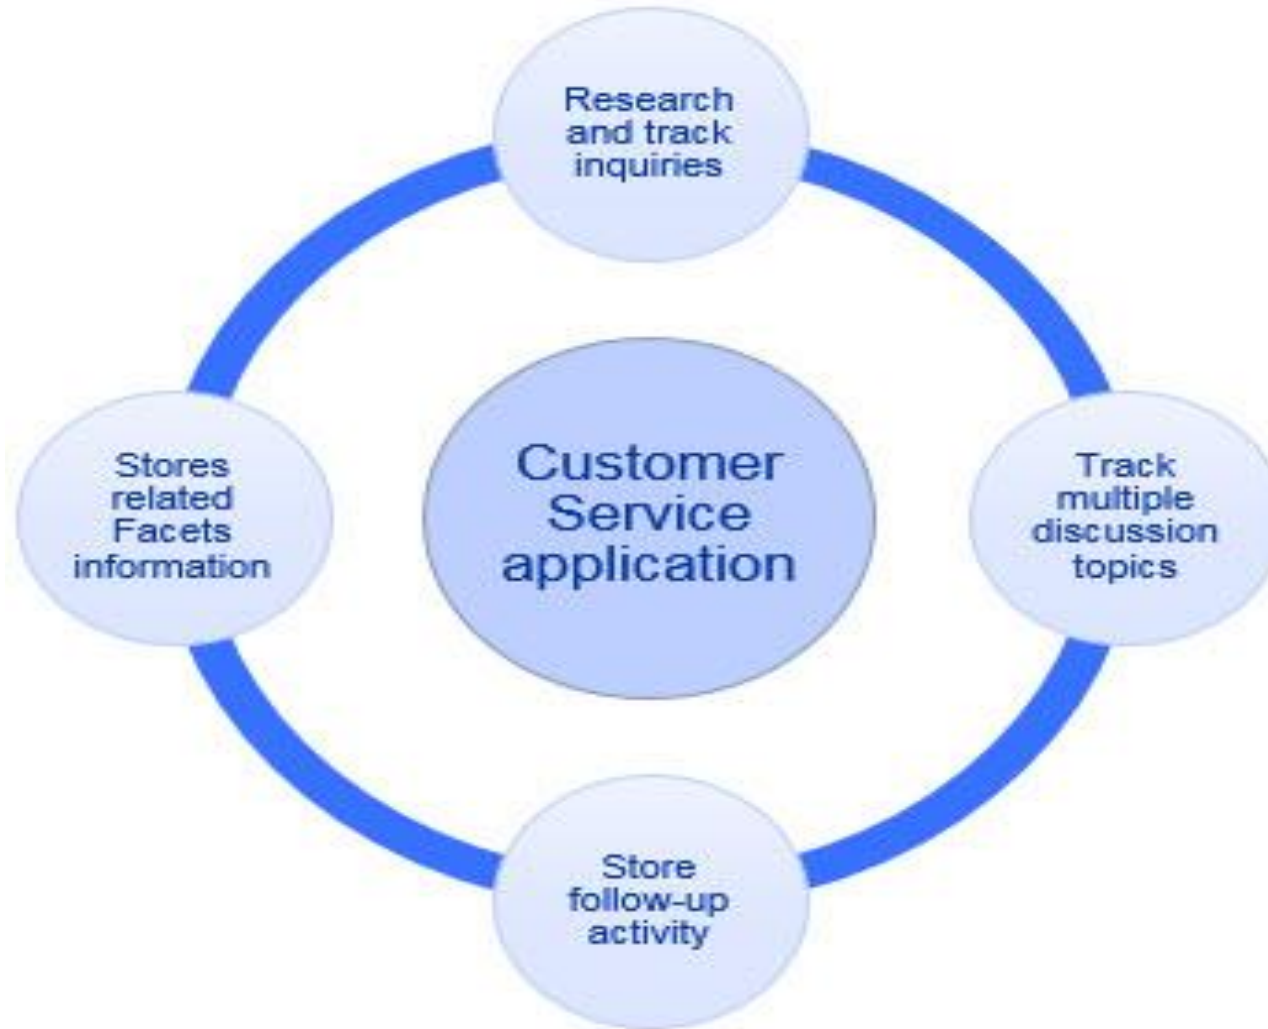 Research
and track
inquiries
Customer
Service
application
Stores
related
Facets
information
Track
multiple
discussion
topics
Store
follow-up
activity